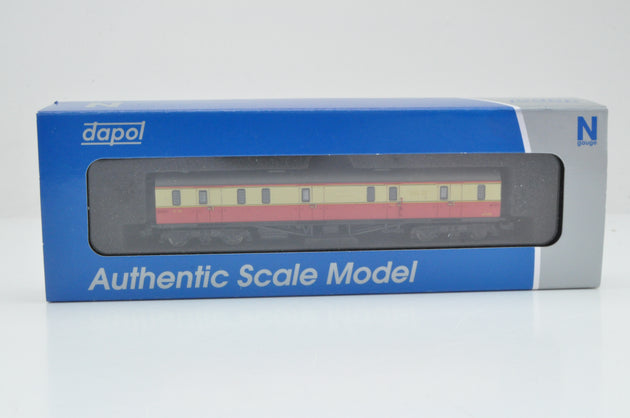 N
dapol
N
gauge
Authentic Scale Model